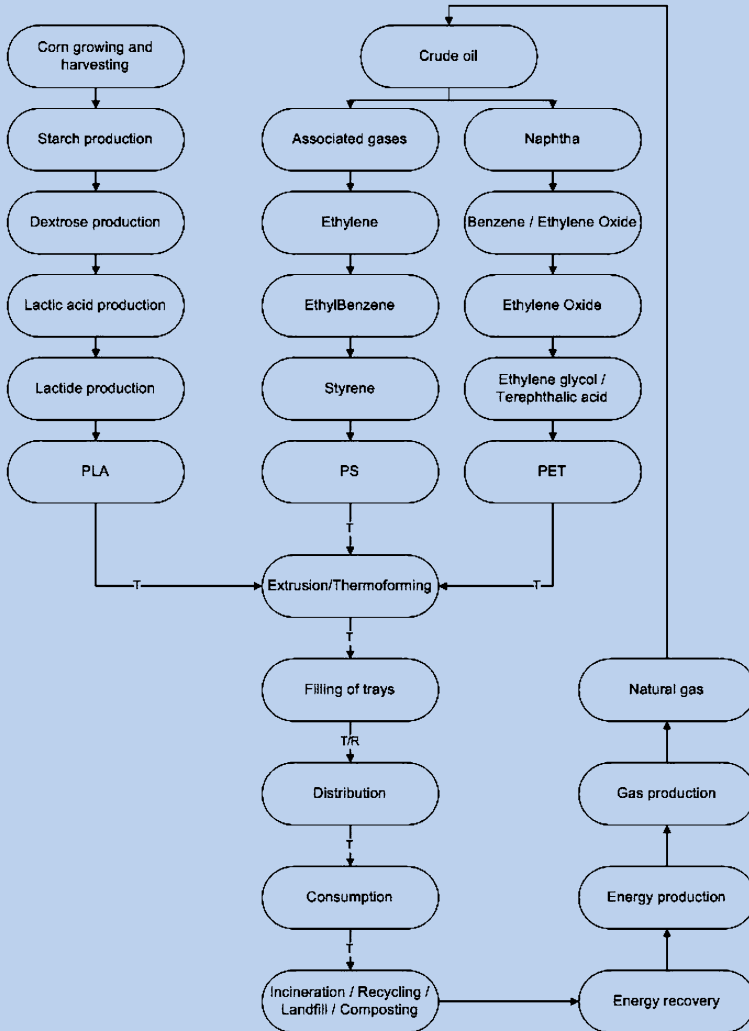 Corn growing and
harvesting
Crude oil
Starch production
Associated gases
Naphtha
Dextrose production
Ethylene
Benzene / Ethylene Oxide
Lactic acid production
EthylBenzene
Ethylene Oxide
Lactide production
Styrene
Ethylene glycol /
Terephthalic acid
PLA
PS
PET
T
T
Extrusion/Thermoforming
T
T
Filling of trays
Natural gas
T/R
Distribution
Gas production
T
Consumption
Energy production
T
Incineration / Recycling /
Landfill / Composting
Energy recovery